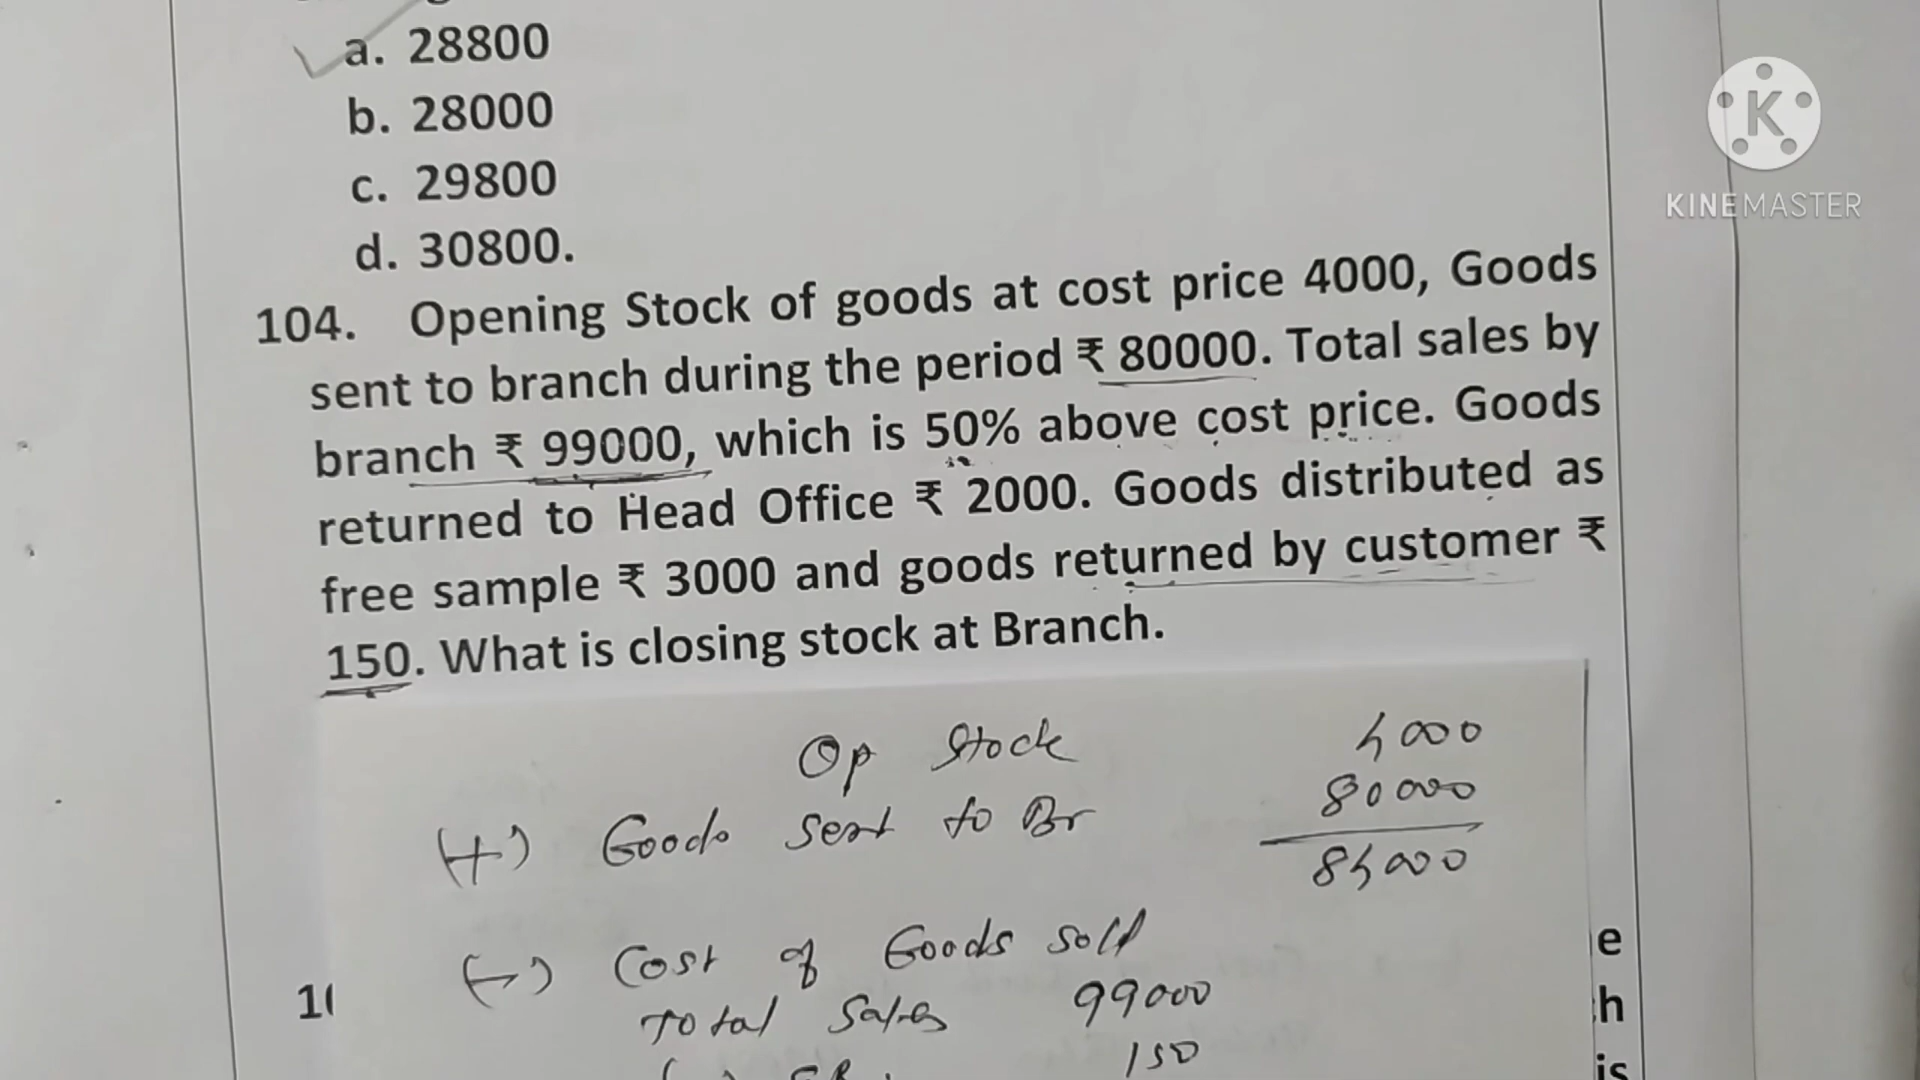 a. 28800
b. 28000
c. 29800
d. 30800.
KINEMASTER
104. Opening Stock of goods at cost price 4000, Goods
sent to branch during the period ₹ 80000. Total sales by
branch ₹ 99000, which is 50% above cost price. Goods
returned to Head Office ₹ 2000. Goods distributed as
free sample ₹ 3000 and goods returned by customer ₹
150. What is closing stock at Branch.
Op Stock 4000
(+) Goods sent to Br 80000
84000
(-) Cost of Goods sold
Total Sales 99000
150
e
h
is